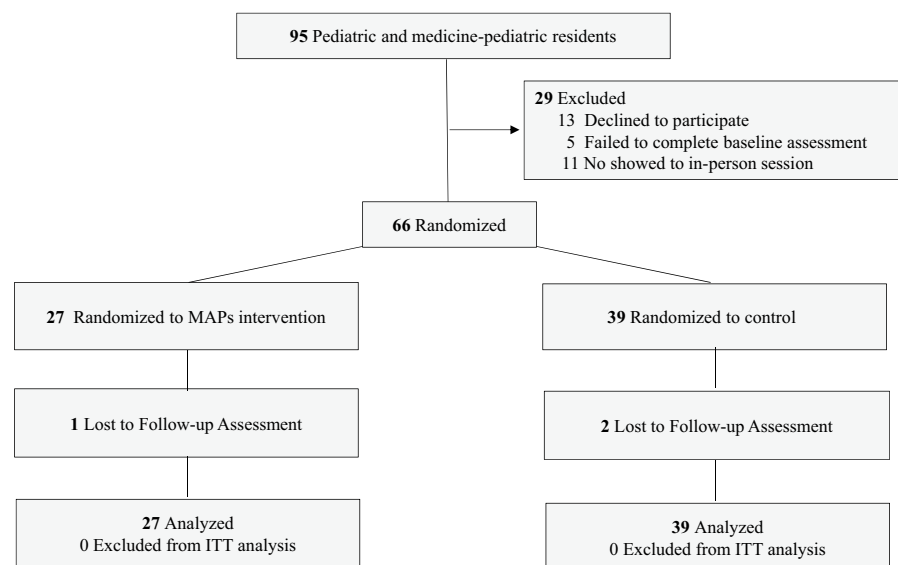 95 Pediatric and medicine-pediatric residents
29 Excluded
13 Declined to participate
5 Failed to complete baseline assessment
11 No showed to in-person session
66 Randomized
27 Randomized to MAPs intervention
39 Randomized to control
1 Lost to Follow-up Assessment
2 Lost to Follow-up Assessment
27 Analyzed
0 Excluded from ITT analysis
39 Analyzed
0 Excluded from ITT analysis